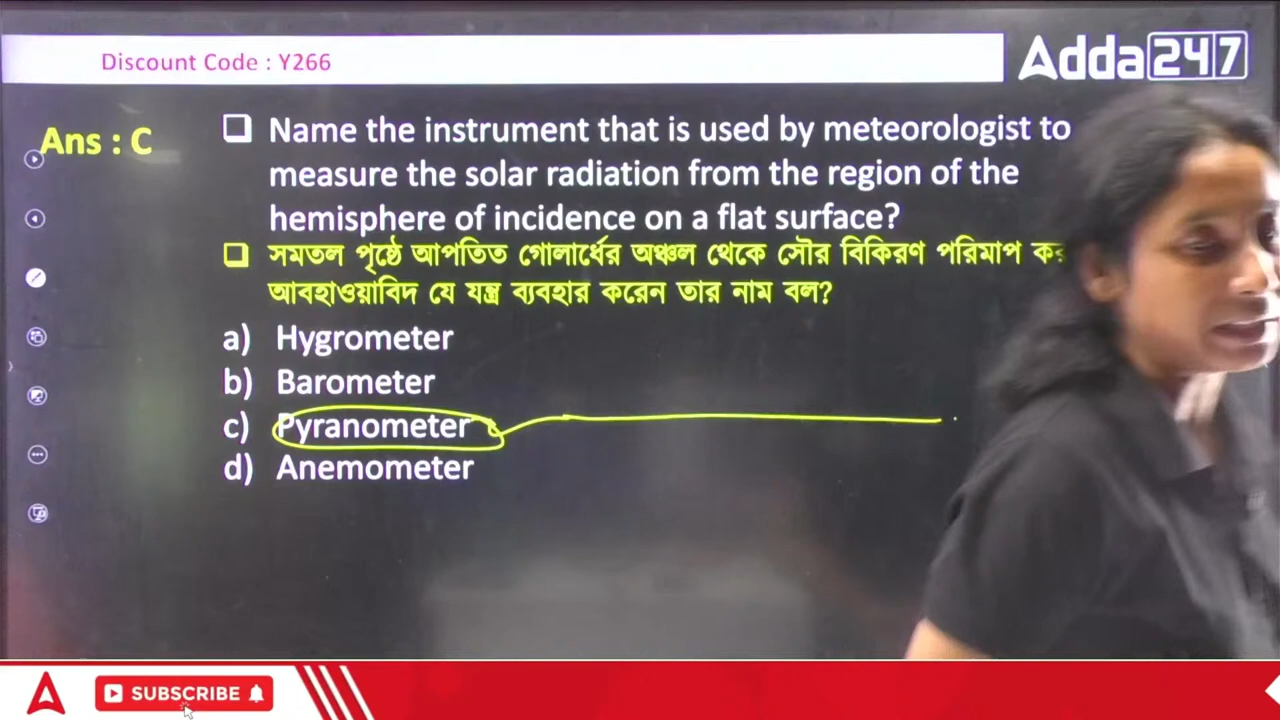 Discount Code : Y266
Adda247
Ans : C
Name the instrument that is used by meteorologist to
measure the solar radiation from the region of the
hemisphere of incidence on a flat surface?
সমতল পৃষ্ঠে আপতিত গোলার্ধের অঞ্চল থেকে সৌর বিকিরণ পরিমাপ
আবহাওয়াবিদ যে যন্ত্র ব্যবহার করেন তার নাম বল?
a) Hygrometer
b) Barometer
c) Pyranometer
d) Anemometer
SUBSCRIBE